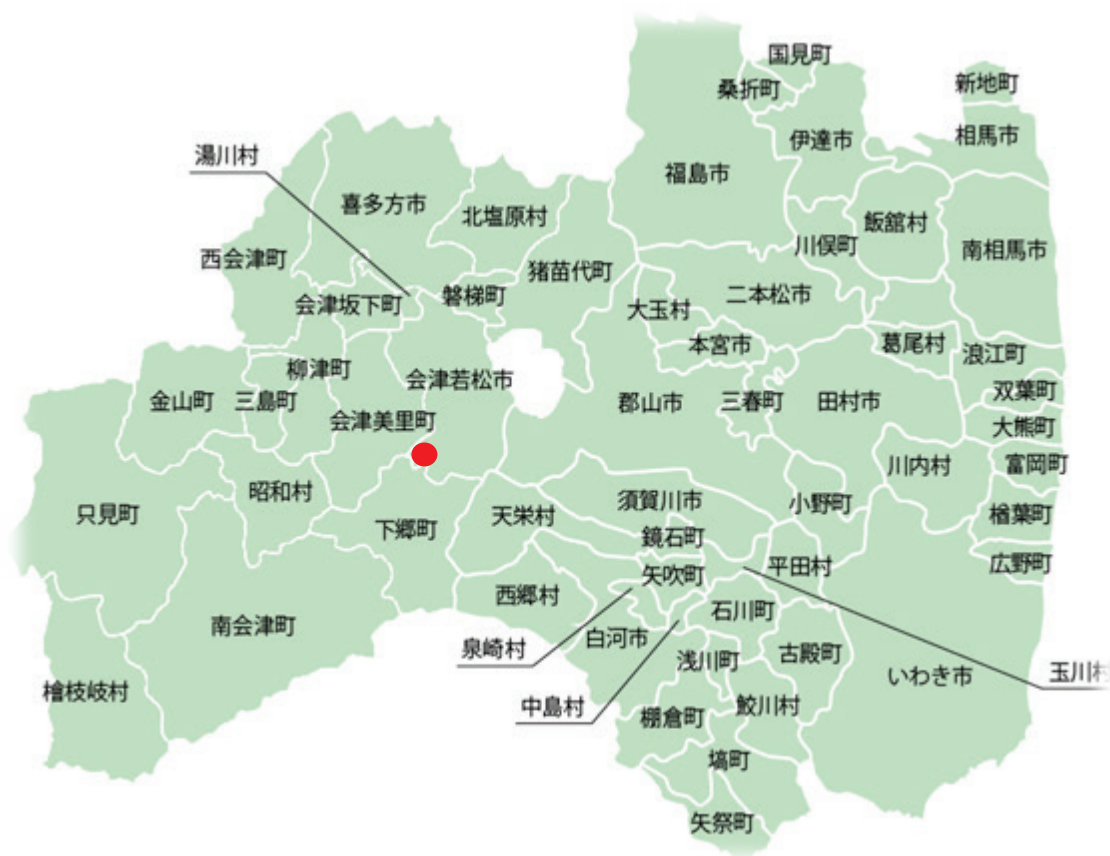 国見町
桑折町
新地町
伊達市
相馬市
湯川村
福島市
喜多方市
北塩原村
飯舘村
川俣町
南相馬市
西会津町
猪苗代町
磐梯町
会津坂下町
二本松市
大玉村
本宮市
葛尾村
浪江町
柳津町
会津若松市
双葉町
金山町
三島町
郡山市
三春町
田村市
会津美里町
大熊町
川内村
富岡町
昭和村
須賀川市
小野町
只見町
天栄村
楢葉町
下郷町
鏡石町
広野町
平田村
矢吹町
西郷村
石川町
南会津町
白河市
泉崎村
古殿町
浅川町
玉川村
いわき市
檜枝岐村
中島村
鮫川村
棚倉町
塙町
矢祭町